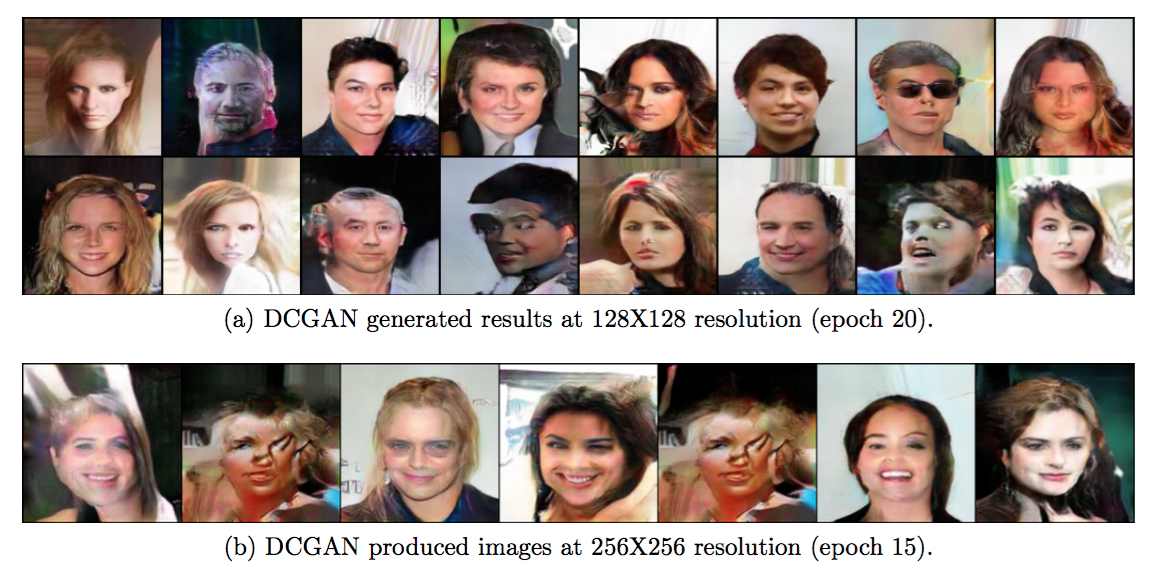 (a) DCGAN generated results at 128X128 resolution (epoch 20).
(b) DCGAN produced images at 256X256 resolution (epoch 15).